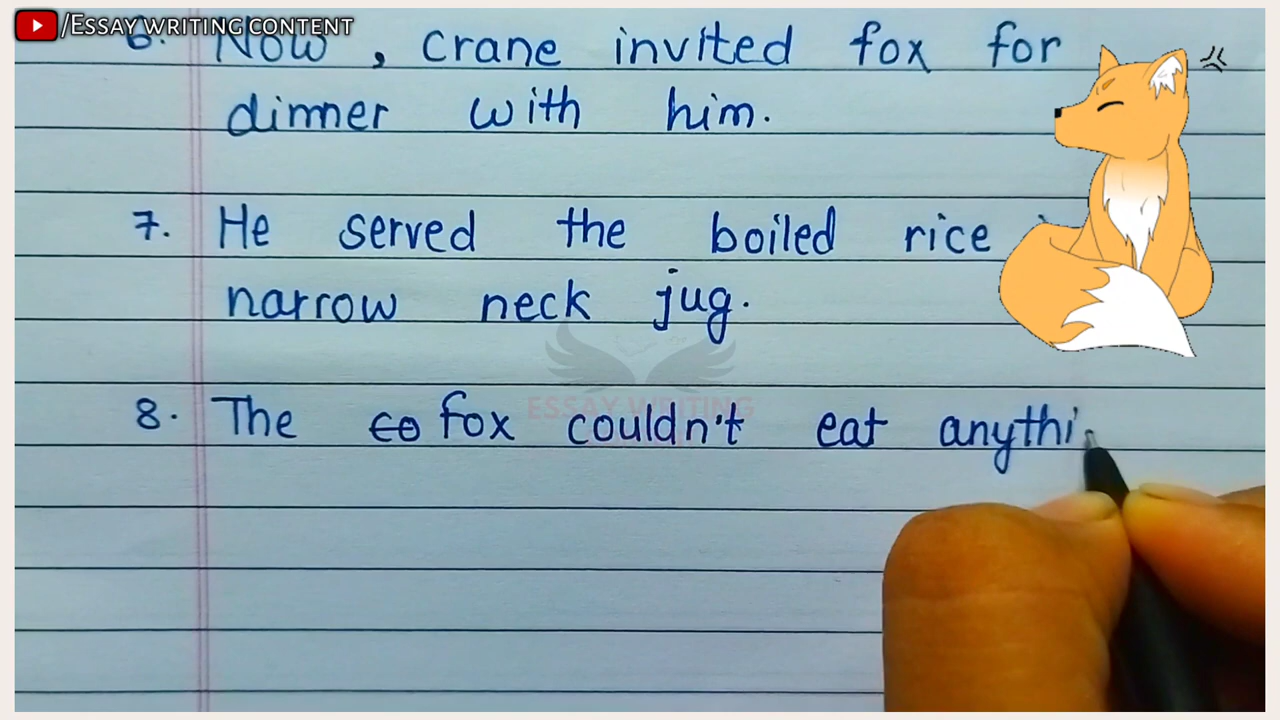 /ESSAY WRITING CONTENT
6. Now, crane invited fox for
dinner with him.
7. He served the boiled rice
narrow neck jug.
8. The co fox couldn't eat anythi
ESSAY WRITING